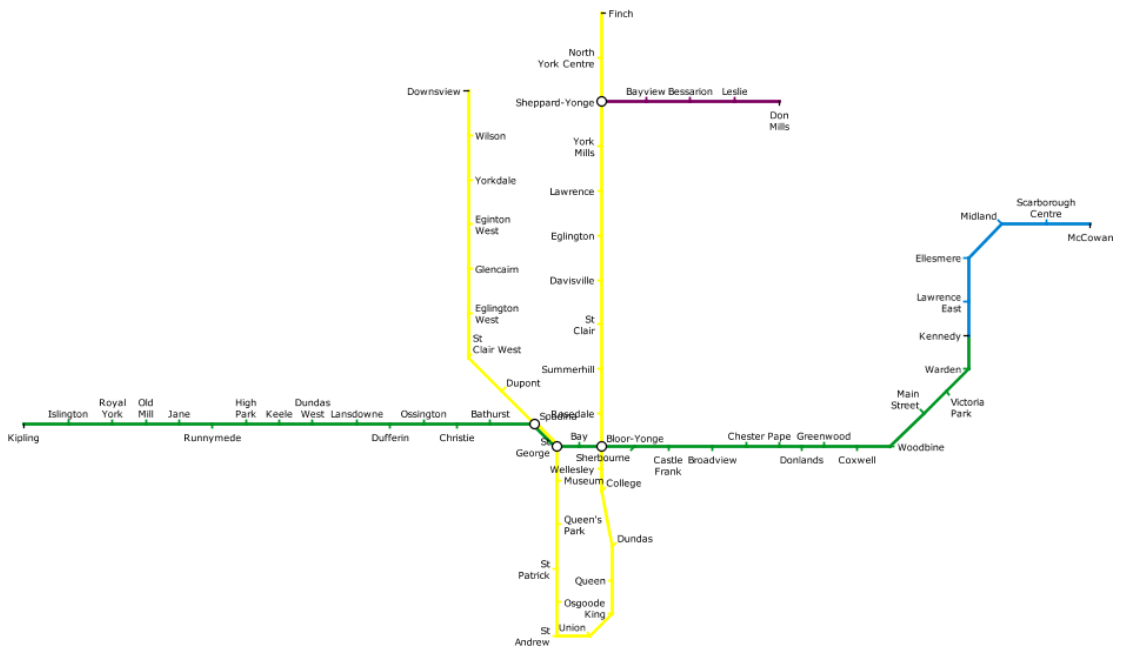 Finch
North
York Centre
Downsview
Sheppard-Yonge
Bayview
Bessarion
Leslie
Don
Mills
Wilson
York
Mills
Yorkdale
Lawrence
Eginton
West
Eglington
Glencairn
Davisville
Eglington
West
St
Clair
St
Clair West
Summerhill
Dupont
Rosedale
Midland
Scarborough
Centre
McCowan
Ellesmere
Lawrence
East
Kennedy
Warden
Main
Street
Victoria
Park
Woodbine
Kipling
Islington
Royal
York
Old
Mill
Jane
Runnymede
High
Park
Keele
Dundas
West
Lansdowne
Dufferin
Ossington
Christie
Bathurst
Spadina
St
George
Bay
Bloor-Yonge
Sherbourne
Castle
Frank
Broadview
Chester
Pape
Donlands
Greenwood
Coxwell
Wellesley
Museum
College
Queen's
Park
Dundas
St
Patrick
Queen
Osgoode
King
Union
St
Andrew